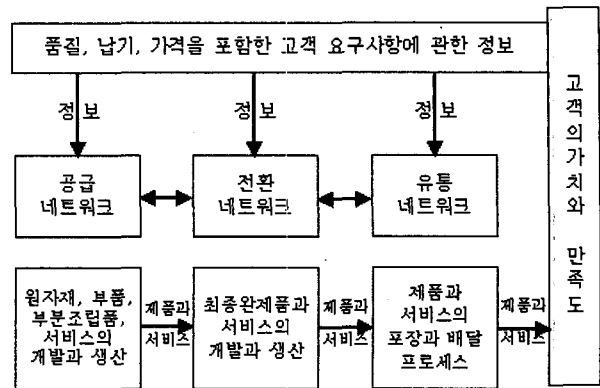 품질, 납기, 가격을 포함한 고객 요구사항에 관한 정보
정보
정보
정보
공급
네트워크
전환
네트워크
유통
네트워크
원자재, 부품,
부분조립품,
서비스의
개발과 생산
제품과
서비스
최종완제품과
서비스의
개발과 생산
제품과
서비스
제품과
서비스의
포장과 배달
프로세스
제품과
서비스
고객의가치와 만족도